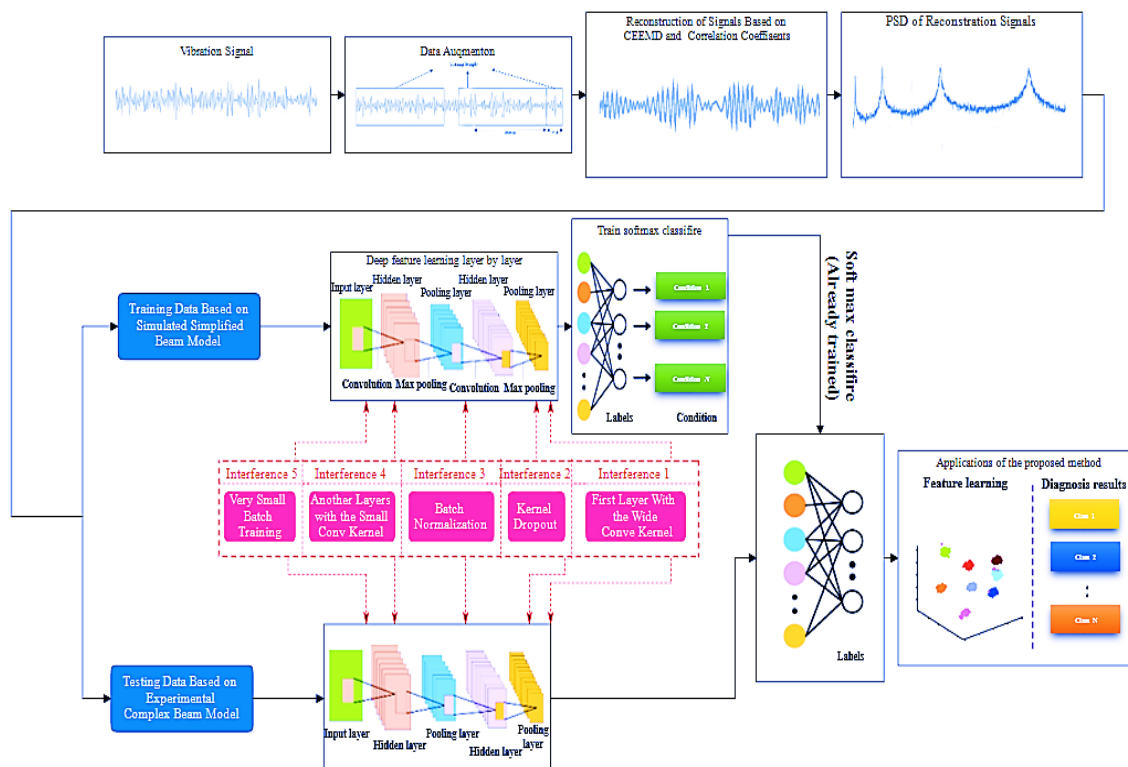 Vibration Signal
Data Auqmenton
Reconstruction of Signals Based on
CEEMD and Correlation Coeffiaents
PSD of Reconstration Signals
Training Data Based on
Simulated Simplified
Beam Model
Deep feature learning layer by layer
Input layer
Hidden layer
Pooling layer
Hidden layer
Pooling layer
Convolution
Max pooling
Convolution
Max pooling
Train softmax classifire
Condition 1
Condition 2
Condition N
Labels
Condition
Soft max classifire
(Already trained)
Interference 5
Interference 4
Interference 3
Interference 2
Interference 1
Very Small
Batch
Training
Another Layers
with the Small
Conv Kernel
Batch
Normalization
Kernel
Dropout
First Layer With
the Wide
Conve Kernel
Testing Data Based on
Experimental
Complex Beam Model
Input layer
Hidden layer
Pooling layer
Hidden layer
Pooling
layer
Labels
Applications of the proposed method
Feature learning
Diagnosis results
Class 1
Class 2
Class N